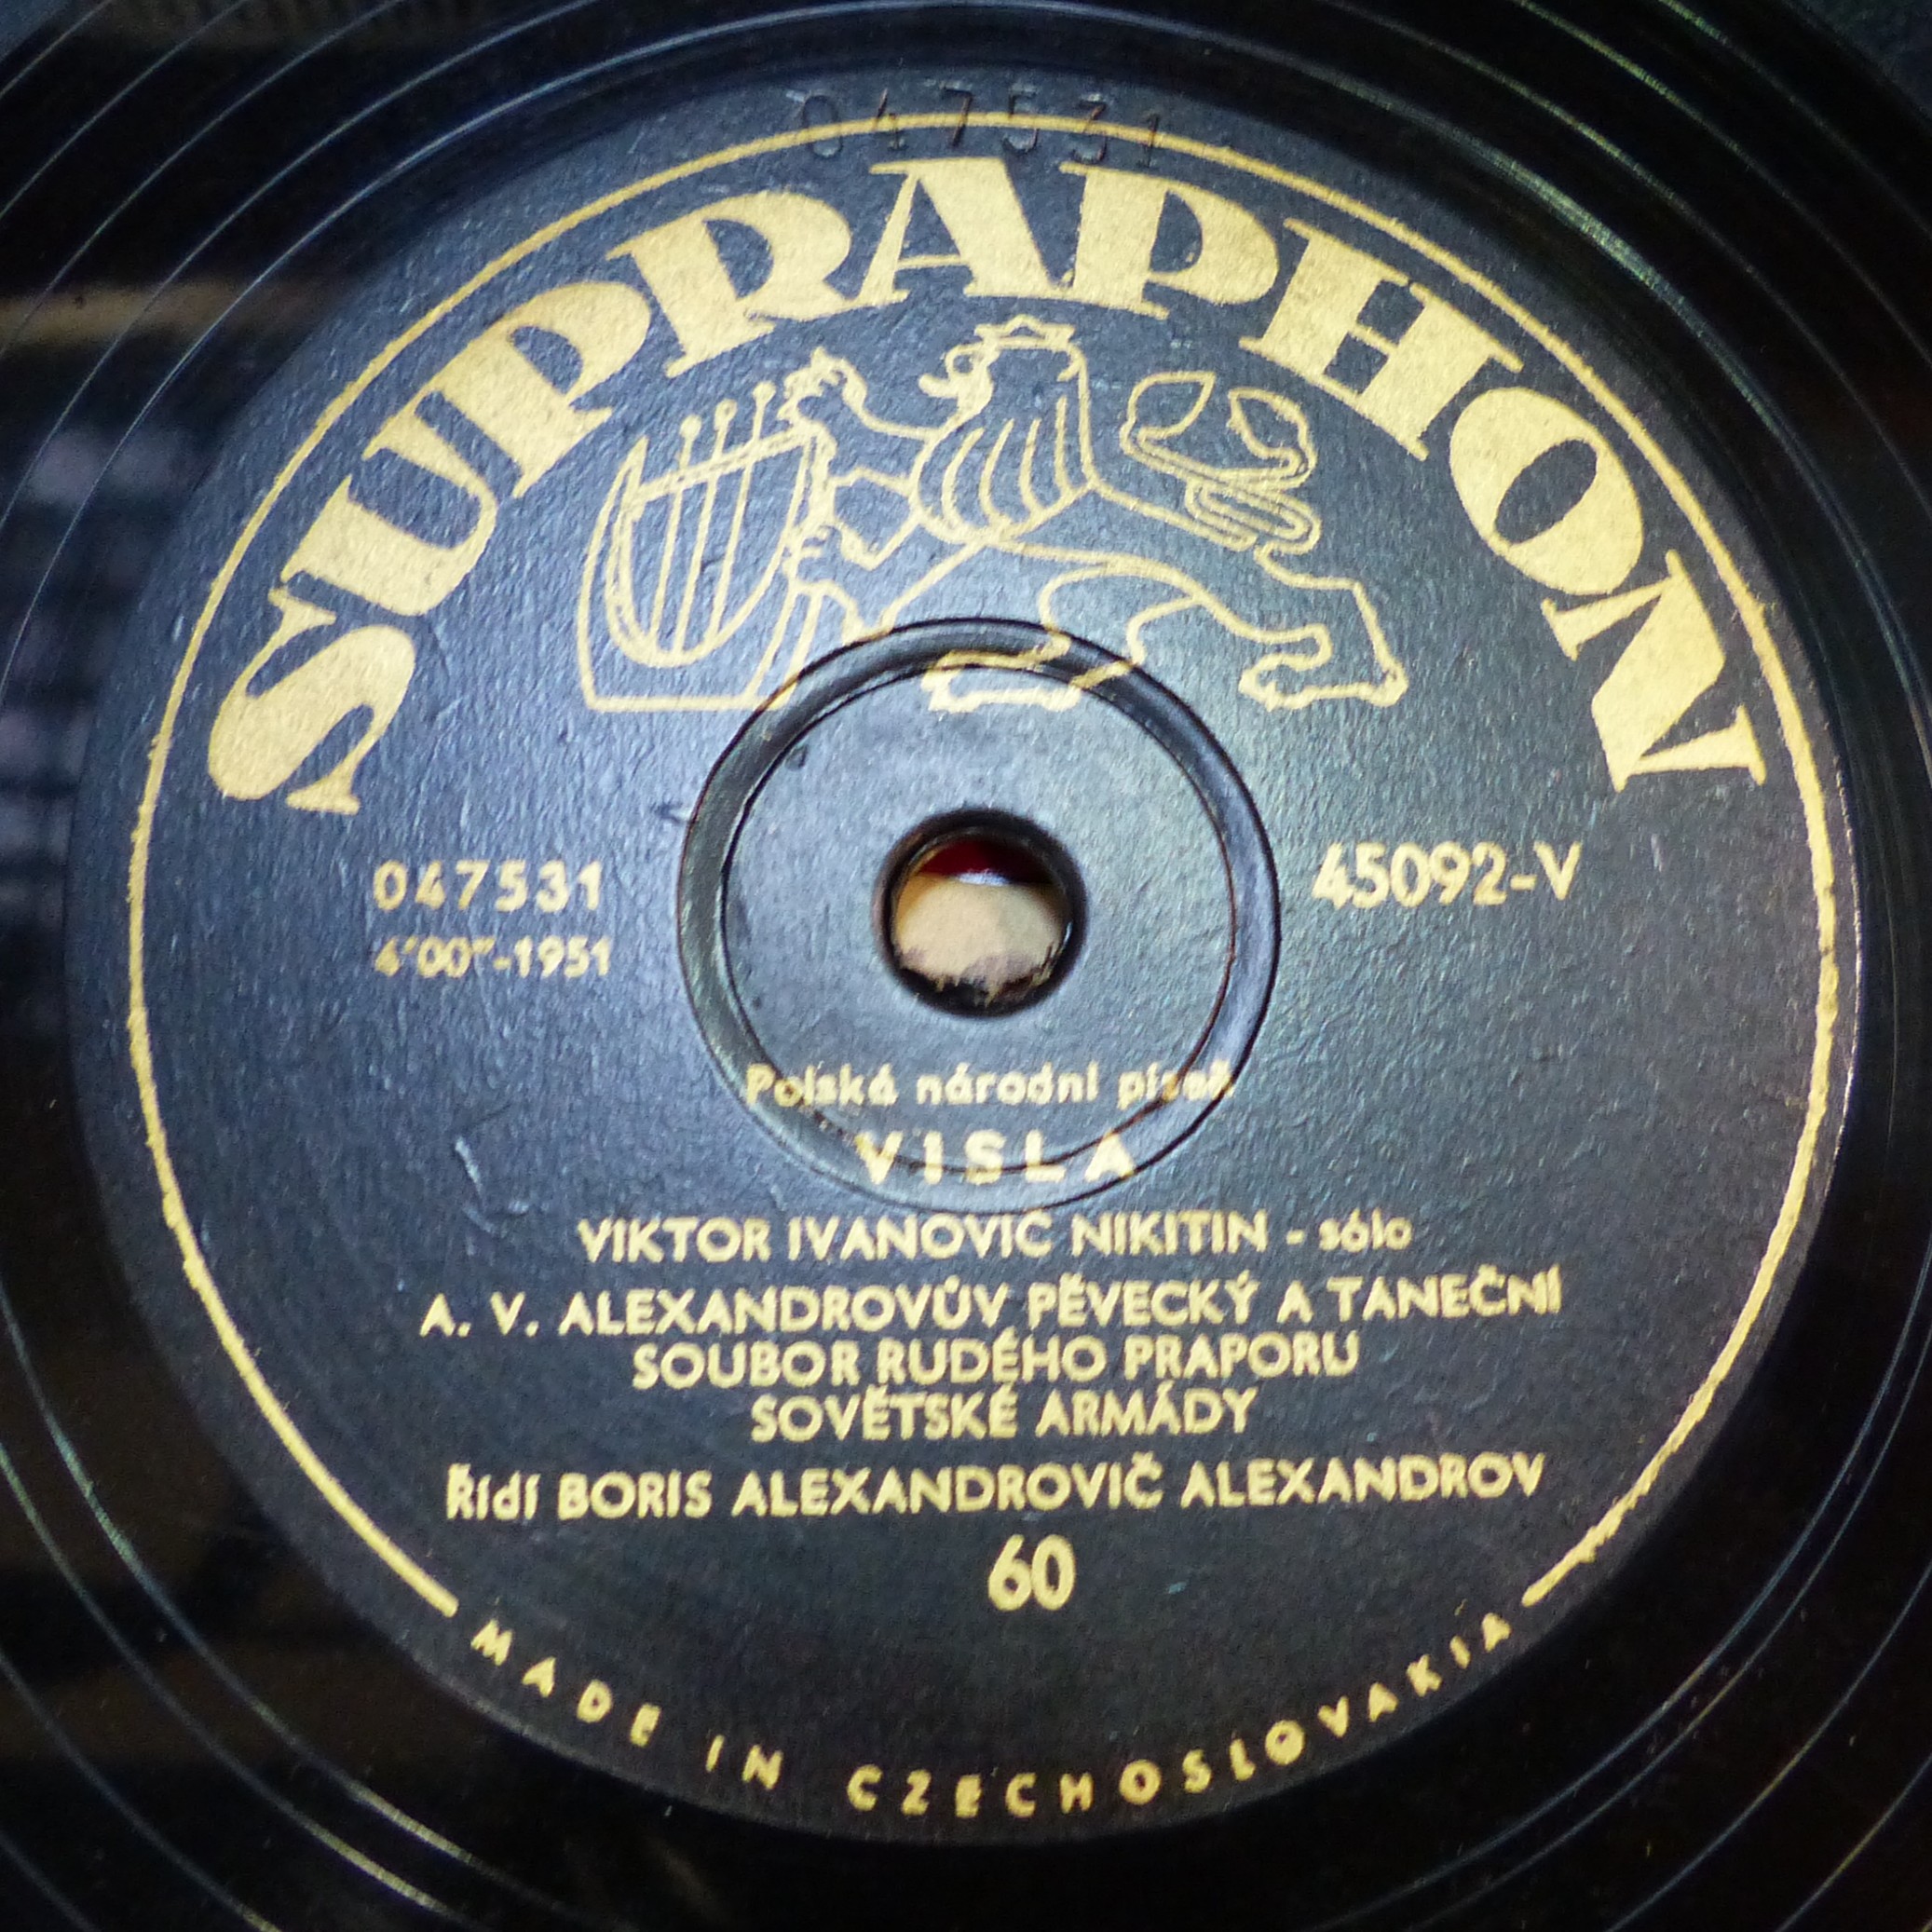 047531
SUPRAPHON
047531
45092-V
4'00"-1951
Polská národní píseň
VISLA
VIKTOR IVANOVIČ NIKITIN - sólo
A. V. ALEXANDROVŮV PĚVECKÝ A TANEČNÍ
SOUBOR RUDÉHO PRAPORU
SOVĚTSKÉ ARMÁDY
Řídí BORIS ALEXANDROVIČ ALEXANDROV
60
MADE IN CZECHOSLOVAKIA